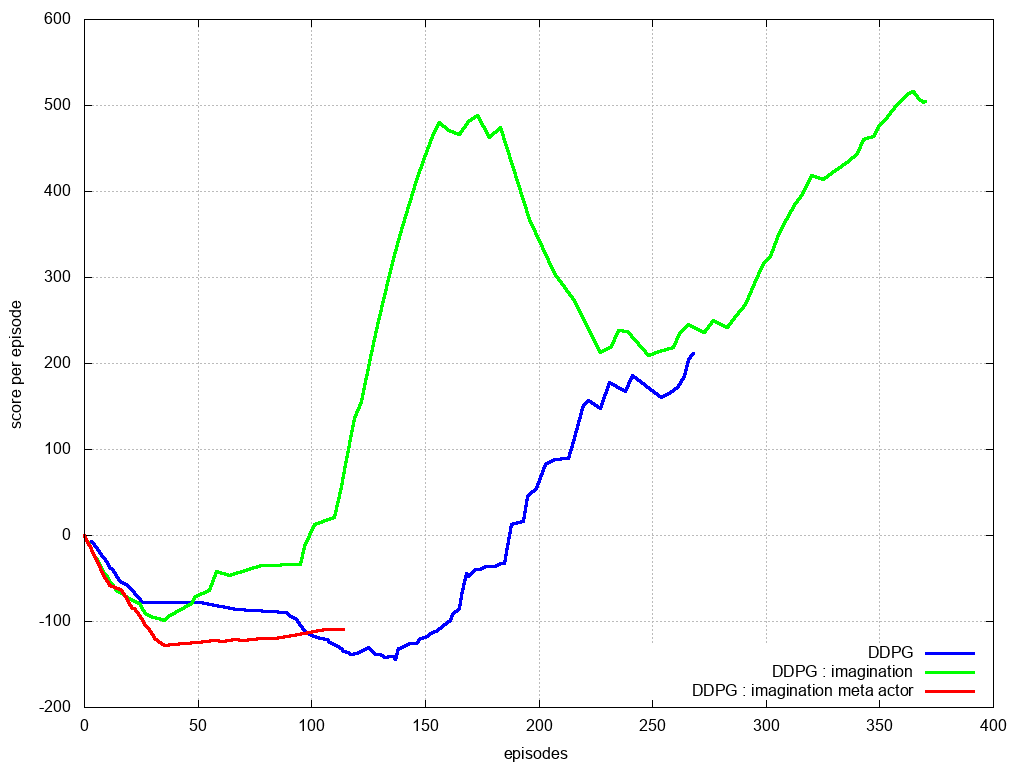 600
500
400
300
200
100
0
-100
-200
score per episode
0 50 100 150 200 250 300 350 400
episodes
DDPG
DDPG : imagination
DDPG : imagination meta actor